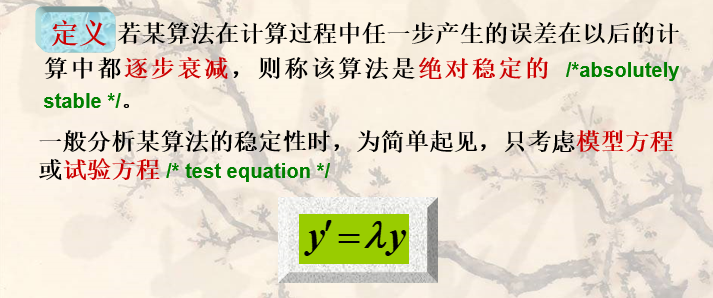 定义 若某算法在计算过程中任一步产生的误差在以后的计
算中都逐步衰减，则称该算法是绝对稳定的 /*absolutely
stable */。
一般分析某算法的稳定性时，为简单起见，只考虑模型方程
或试验方程 /* test equation */
y′=λy